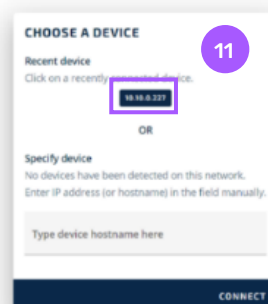 CHOOSE A DEVICE
11
Recent device
Click on a recently connected device.
10.10.0.227
OR
Specify device
No devices have been detected on this network.
Enter IP address (or hostname) in the field manually.
Type device hostname here
CONNECT